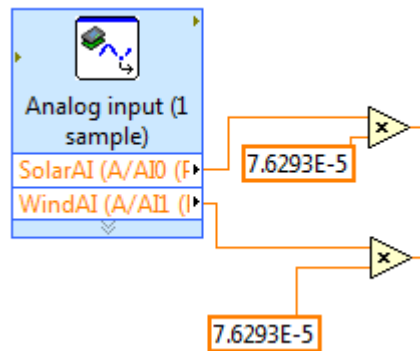 Analog input (1
sample)
SolarAI (A/AI0 (F
7.6293E-5
WindAI (A/AI1 (
7.6293E-5